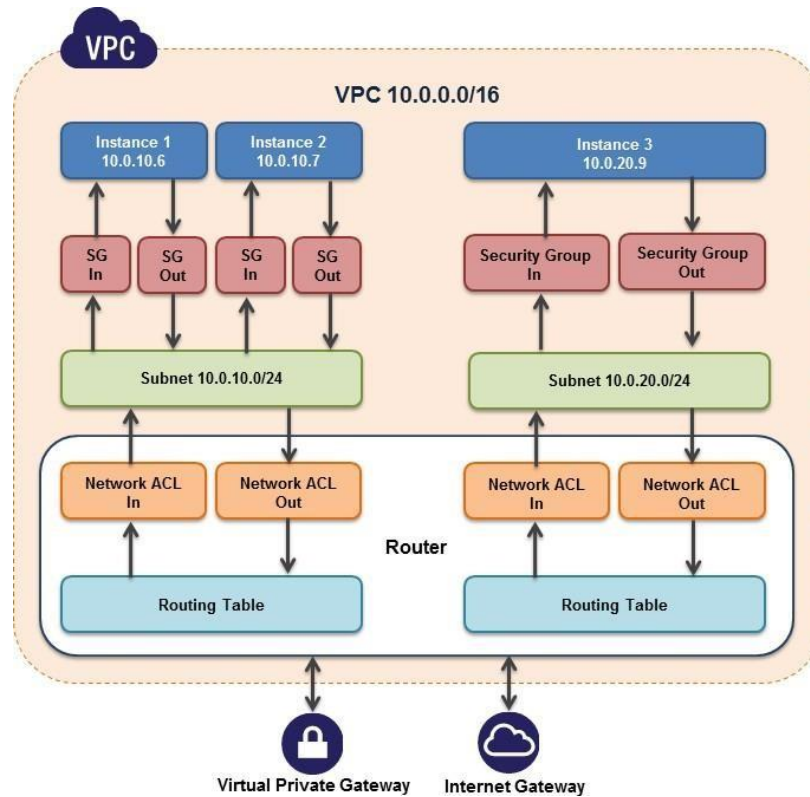 VPC
VPC 10.0.0.0/16
Instance 1
10.0.10.6
Instance 2
10.0.10.7
Instance 3
10.0.20.9
SG
In
SG
Out
SG
In
SG
Out
Security Group
In
Security Group
Out
Subnet 10.0.10.0/24
Subnet 10.0.20.0/24
Network ACL
In
Network ACL
Out
Network ACL
In
Network ACL
Out
Router
Routing Table
Routing Table
Virtual Private Gateway
Internet Gateway